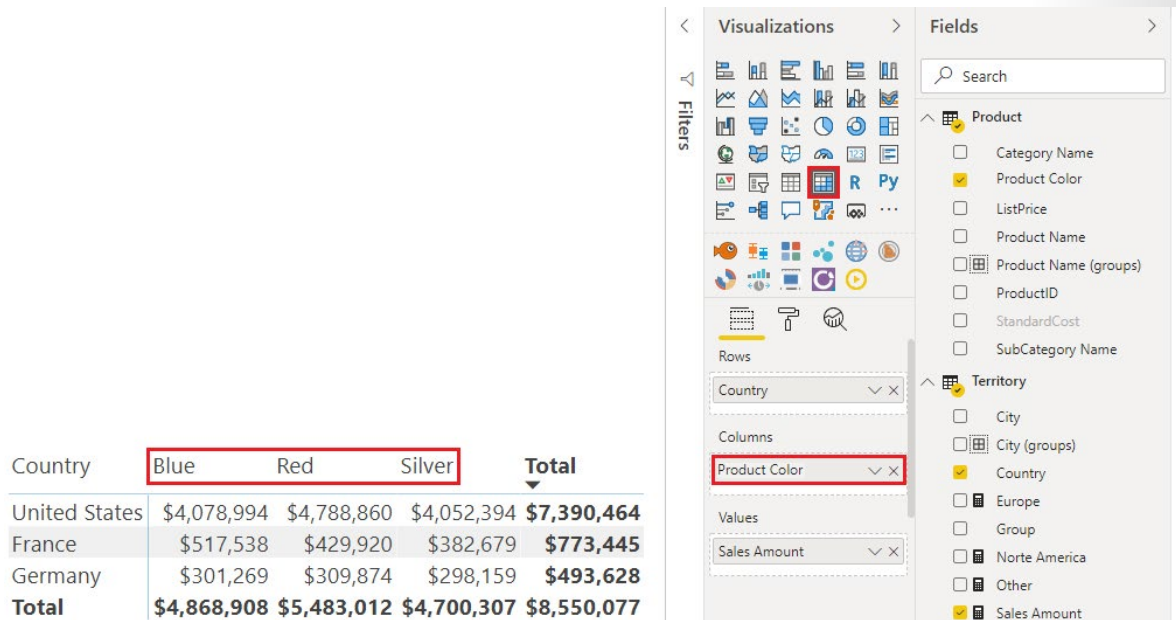 Visualizations
Fields
Search
Filters
Product
Category Name
Product Color
ListPrice
Product Name
Product Name (groups)
ProductID
StandardCost
SubCategory Name
Territory
City
City (groups)
Country
Europe
Group
Norte America
Other
Sales Amount
123
R Py
Rows
Country
Columns
Product Color
Values
Sales Amount
Country Blue Red Silver Total
United States $4,078,994 $4,788,860 $4,052,394 $7,390,464
France $517,538 $429,920 $382,679 $773,445
Germany $301,269 $309,874 $298,159 $493,628
Total $4,868,908 $5,483,012 $4,700,307 $8,550,077